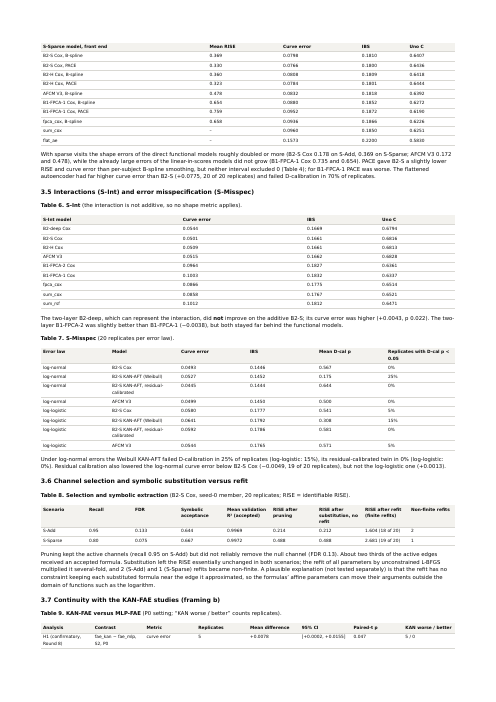 S-Sparse model, front end Mean RISE Curve error IBS Uno C
B2-S Cox, B-spline 0.369 0.0798 0.1810 0.6407
B2-S Cox, PACE 0.330 0.0766 0.1800 0.6436
B2-H Cox, B-spline 0.360 0.0808 0.1809 0.6418
B2-H Cox, PACE 0.323 0.0784 0.1801 0.6444
AFCM V3, B-spline 0.478 0.0832 0.1818 0.6392
B1-FPCA-1 Cox, B-spline 0.654 0.0880 0.1852 0.6272
B1-FPCA-1 Cox, PACE 0.759 0.0952 0.1872 0.6190
fpca_cox, B-spline 0.658 0.0936 0.1866 0.6226
sum_cox – 0.0960 0.1850 0.6251
flat_ae – 0.1573 0.2200 0.5830
With sparse visits the shape errors of the direct functional models roughly doubled or more (B2-S Cox 0.178 on S-Add, 0.369 on S-Sparse; AFCM V3 0.172
and 0.478), while the already large errors of the linear-in-scores models did not grow (B1-FPCA-1 Cox 0.735 and 0.654). PACE gave B2-S a slightly lower
RISE and curve error than per-subject B-spline smoothing, but neither interval excluded 0 (Table 4); for B1-FPCA-1 PACE was worse. The flattened
autoencoder had far higher curve error than B2-S (+0.0775, 20 of 20 replicates) and failed D-calibration in 70% of replicates.
3.5 Interactions (S-Int) and error misspecification (S-Misspec)
Table 6. S-Int (the interaction is not additive, so no shape metric applies).
S-Int model Curve error IBS Uno C
B2-deep Cox 0.0544 0.1669 0.6794
B2-S Cox 0.0501 0.1661 0.6816
B2-H Cox 0.0509 0.1661 0.6813
AFCM V3 0.0515 0.1662 0.6828
B1-FPCA-2 Cox 0.0964 0.1827 0.6361
B1-FPCA-1 Cox 0.1003 0.1832 0.6337
fpca_cox 0.0866 0.1775 0.6514
sum_cox 0.0858 0.1767 0.6521
sum_rsf 0.1012 0.1812 0.6471
The two-layer B2-deep, which can represent the interaction, did not improve on the additive B2-S; its curve error was higher (+0.0043, p 0.022). The two-
layer B1-FPCA-2 was slightly better than B1-FPCA-1 (−0.0038), but both stayed far behind the functional models.
Table 7. S-Misspec (20 replicates per error law).
Error law Model Curve error IBS Mean D-cal p Replicates with D-cal p <
0.05
log-normal B2-S Cox 0.0493 0.1446 0.567 0%
log-normal B2-S KAN-AFT (Weibull) 0.0527 0.1452 0.175 25%
log-normal B2-S KAN-AFT, residual- 0.0445 0.1444 0.644 0%
calibrated
log-normal AFCM V3 0.0499 0.1450 0.500 0%
log-logistic B2-S Cox 0.0580 0.1777 0.541 5%
log-logistic B2-S KAN-AFT (Weibull) 0.0641 0.1792 0.308 15%
log-logistic B2-S KAN-AFT, residual- 0.0592 0.1786 0.581 0%
calibrated
log-logistic AFCM V3 0.0544 0.1765 0.571 5%
Under log-normal errors the Weibull KAN-AFT failed D-calibration in 25% of replicates (log-logistic: 15%), its residual-calibrated twin in 0% (log-logistic: 0%).
Residual calibration also lowered the log-normal curve error below B2-S Cox (−0.0049, 19 of 20 replicates), but not the log-logistic one (+0.0013).
3.6 Channel selection and symbolic substitution versus refit
Table 8. Selection and symbolic extraction (B2-S Cox, seed-0 member, 20 replicates; RISE = identifiable RISE).
Scenario Recall FDR Symbolic acceptance Mean validation R² (accepted) RISE after pruning RISE after substitution, no refit RISE after refit (finite refits) Non-finite refits
S-Add 0.95 0.133 0.644 0.9969 0.214 0.212 1.604 (18 of 20) 2
S-Sparse 0.80 0.075 0.667 0.9972 0.488 0.488 2.681 (19 of 20) 1
Pruning kept the active channels (recall 0.95 on S-Add) but did not reliably remove the null channel (FDR 0.13). About two thirds of the active edges
received an accepted formula. Substitution left the RISE essentially unchanged in both scenarios; the refit of all parameters by unconstrained L-BFGS
multiplied it several-fold, and 2 (S-Add) and 1 (S-Sparse) refits became non-finite. A plausible explanation (not tested separately) is that the refit has no
constraint keeping each substituted formula near the edge it approximated, so the formulas' affine parameters can move their arguments outside the
domain of functions such as the logarithm.
3.7 Continuity with the KAN-FAE studies (framing b)
Table 9. KAN-FAE versus MLP-FAE (P0 setting; "KAN worse / better" counts replicates).
Analysis Contrast Metric Replicates Mean difference 95% CI Paired-t p KAN worse / better
H1 (confirmatory, fae_kan − fae_mlp, curve error 5 +0.0078 [+0.0002, +0.0155] 0.047 5 / 0
Round 8) S2, P0